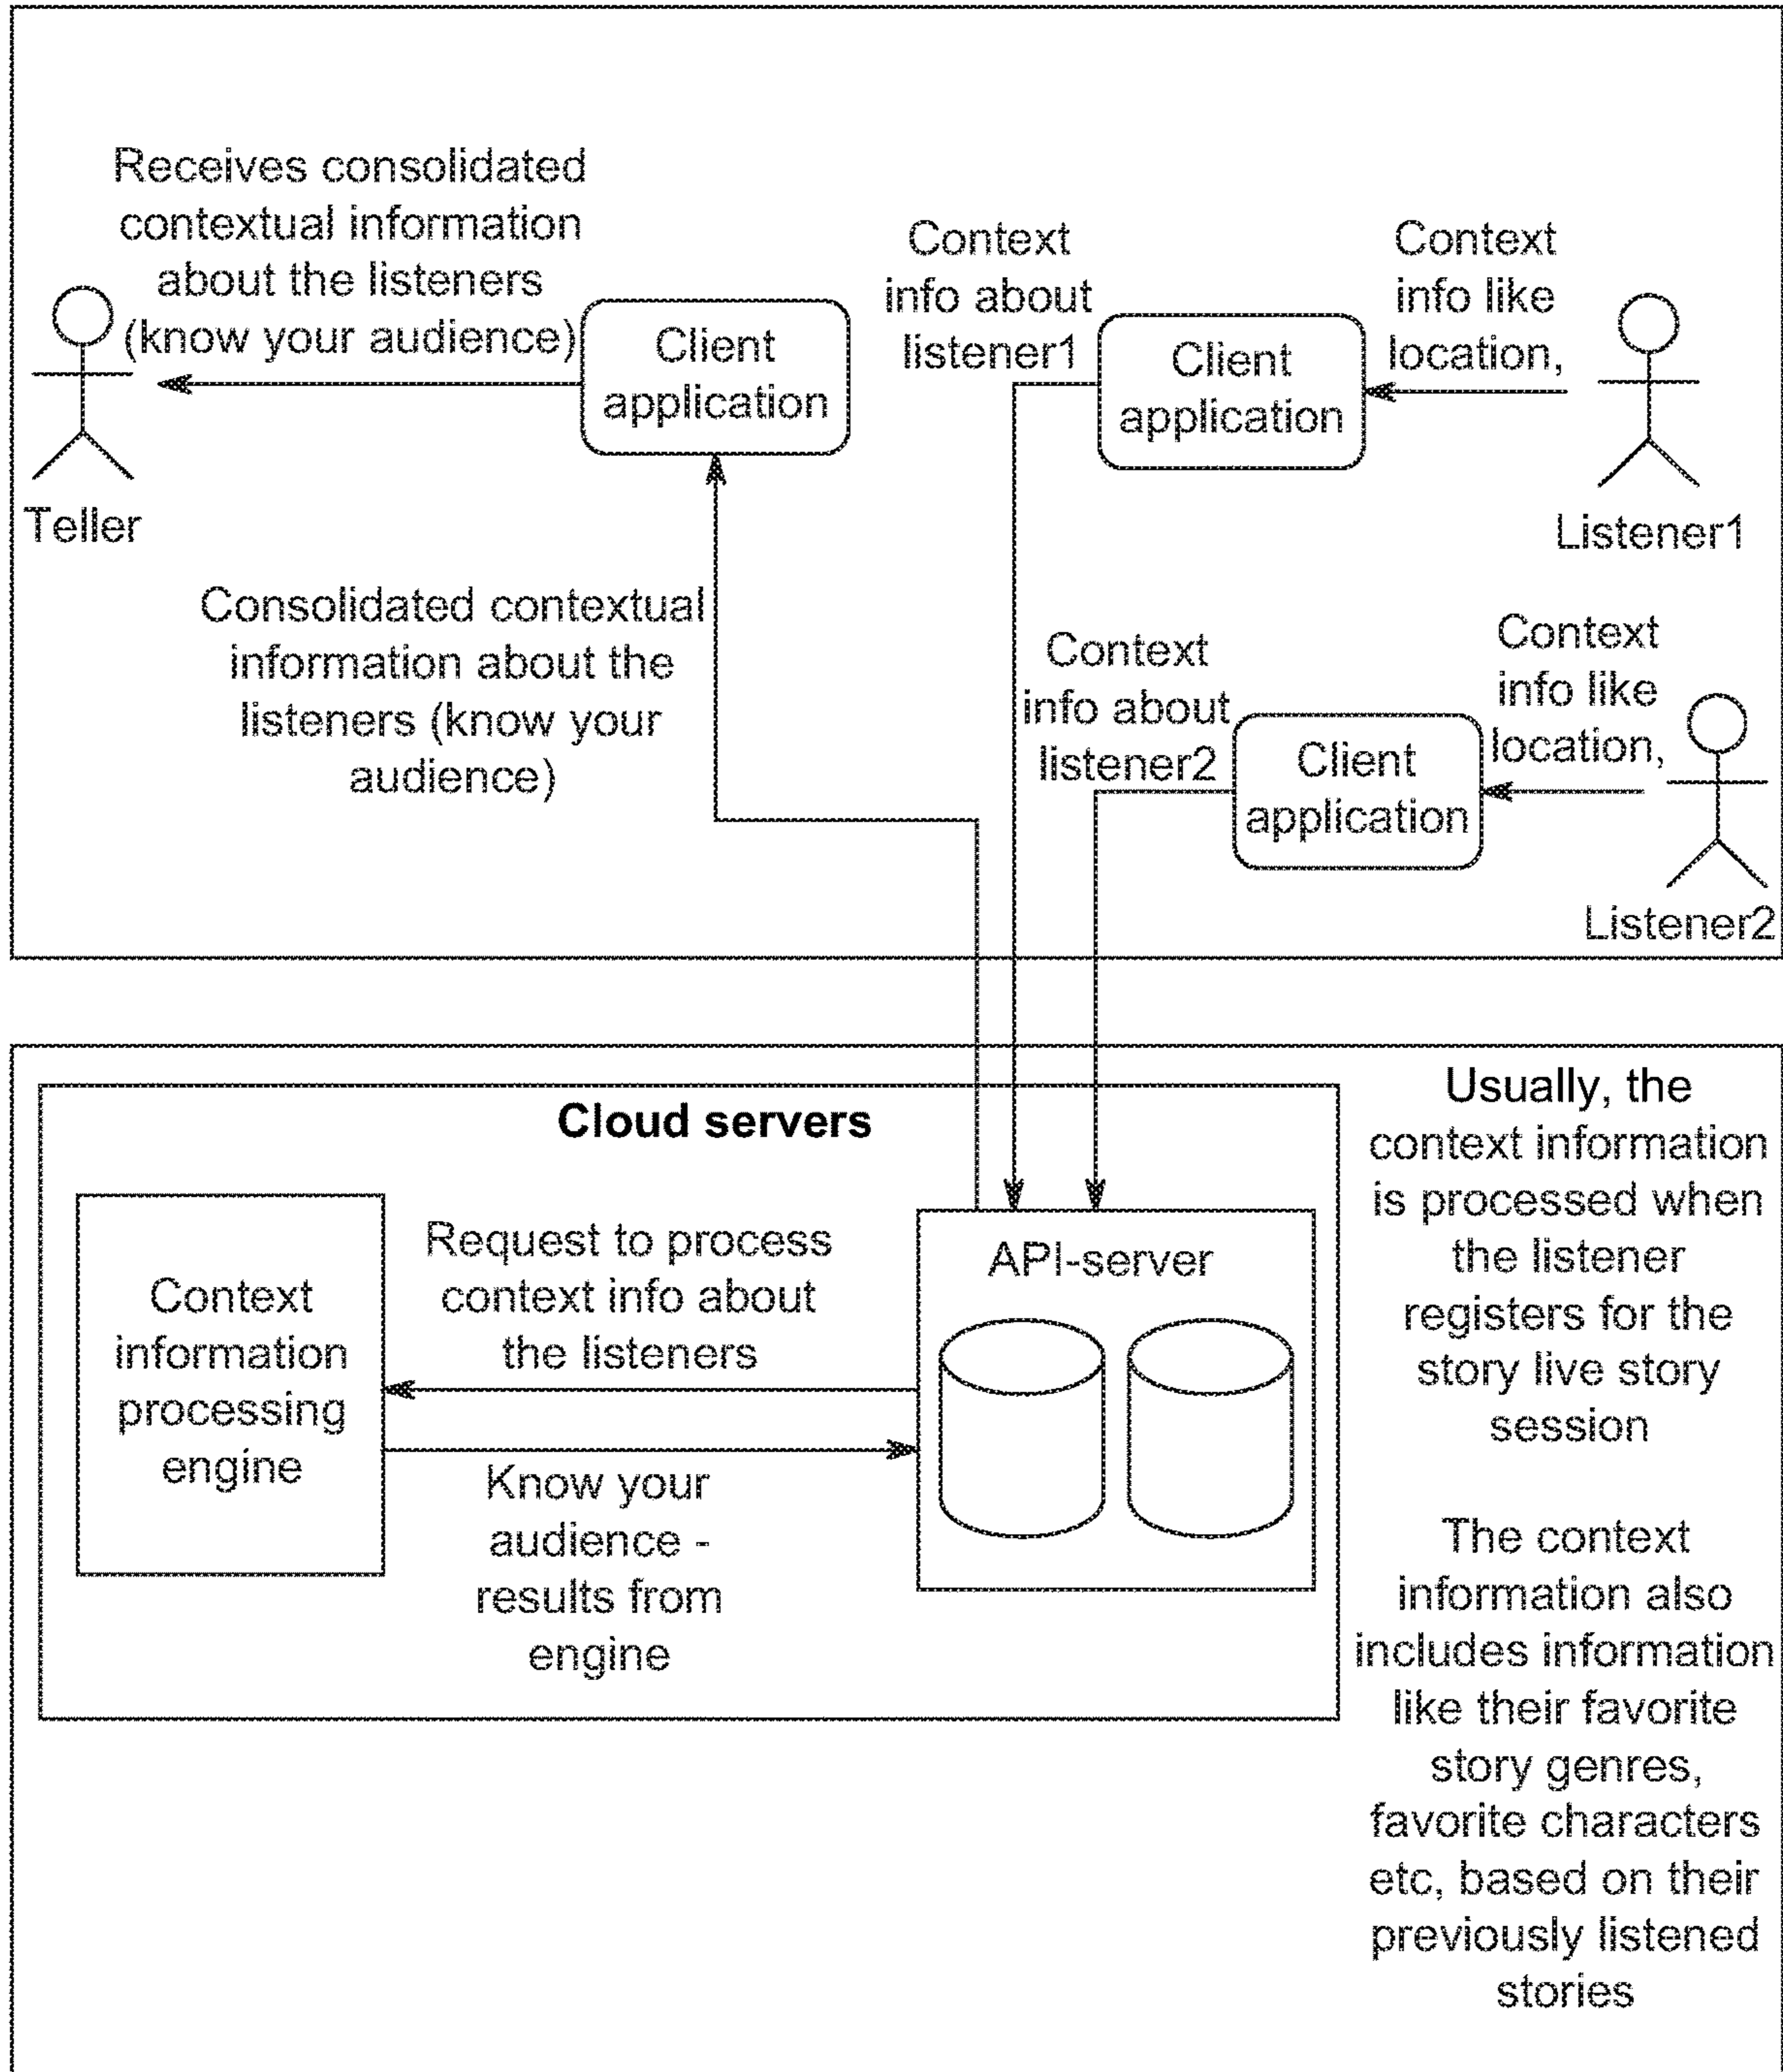 Receives consolidated
contextual information
about the listeners
(know your audience)
Client
application
Teller
Consolidated contextual
information about the
listeners (know your
audience)
Context
info about
listener1
Client
application
Context
info like
location,
Listener1
Context
info about
listener2
Client
application
Context
info like
location,
Listener2
Cloud servers
Context
information
processing
engine
Request to process
context info about
the listeners
Know your
audience -
results from
engine
API-server
Usually, the
context information
is processed when
the listener
registers for the
story live story
session
The context
information also
includes information
like their favorite
story genres,
favorite characters
etc, based on their
previously listened
stories